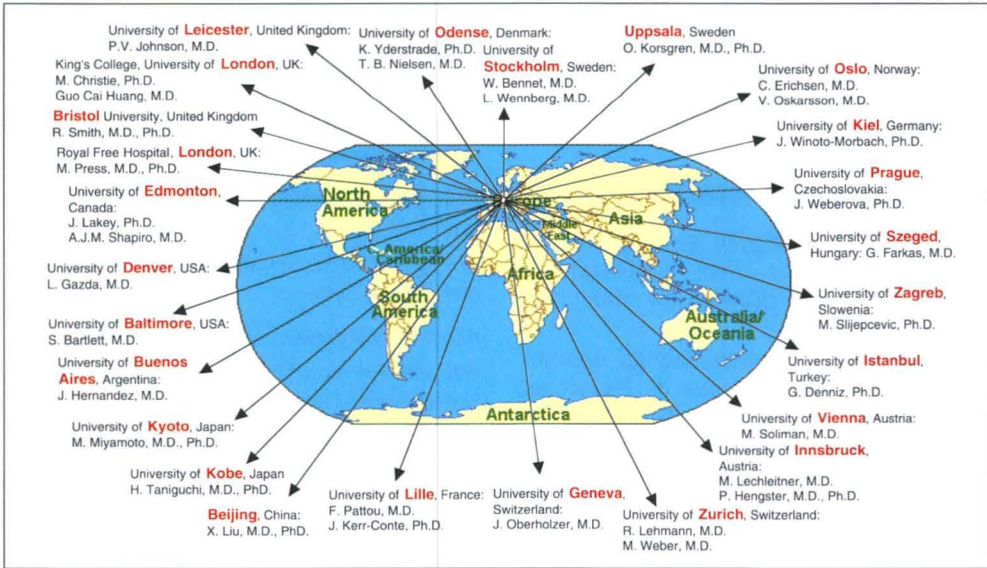 University of Leicester, United Kingdom:
P.V. Johnson, M.D.
King's College, University of London, UK:
M. Christie, Ph.D.
Guo Cai Huang, M.D.
Bristol University, United Kingdom
R. Smith, M.D., Ph.D.
Royal Free Hospital, London, UK:
M. Press, M.D., Ph.D.
University of Edmonton,
Canada:
J. Lakey, Ph.D.
A.J.M. Shapiro, M.D.
University of Denver, USA:
L. Gazda, M.D.
University of Baltimore, USA:
S. Bartlett, M.D.
University of Buenos
Aires, Argentina:
J. Hernandez, M.D.
University of Kyoto, Japan:
M. Miyamoto, M.D., Ph.D.
University of Kobe, Japan
H. Taniguchi, M.D., PhD.
Beijing, China:
X. Liu, M.D., PhD.
University of Odense, Denmark:
K. Yderstrade, Ph.D.
T. B. Nielsen, M.D.
University of
Stockholm, Sweden:
W. Bennet, M.D.
L. Wennberg, M.D.
Uppsala, Sweden
O. Korsgren, M.D., Ph.D.
University of Oslo, Norway:
C. Erichsen, M.D.
V. Oskarsson, M.D.
University of Kiel, Germany:
J. Winoto-Morbach, Ph.D.
University of Prague,
Czechoslovakia:
J. Weberova, Ph.D.
University of Szeged,
Hungary: G. Farkas, M.D.
University of Zagreb,
Slowenia:
M. Slijepcevic, Ph.D.
University of Istanbul,
Turkey:
G. Denniz, Ph.D.
University of Vienna, Austria:
M. Soliman, M.D.
University of Innsbruck,
Austria:
M. Lechleitner, M.D.
P. Hengster, M.D., Ph.D.
University of Lille, France:
F. Pattou, M.D.
J. Kerr-Conte, Ph.D.
University of Geneva,
Switzerland:
J. Oberholzer, M.D.
University of Zurich, Switzerland:
R. Lehmann, M.D.
M. Weber, M.D.
North
America
Europe
Asia
Middle
East
C. America/
Caribbean
Africa
South
America
Australia/
Oceania
Antarctica